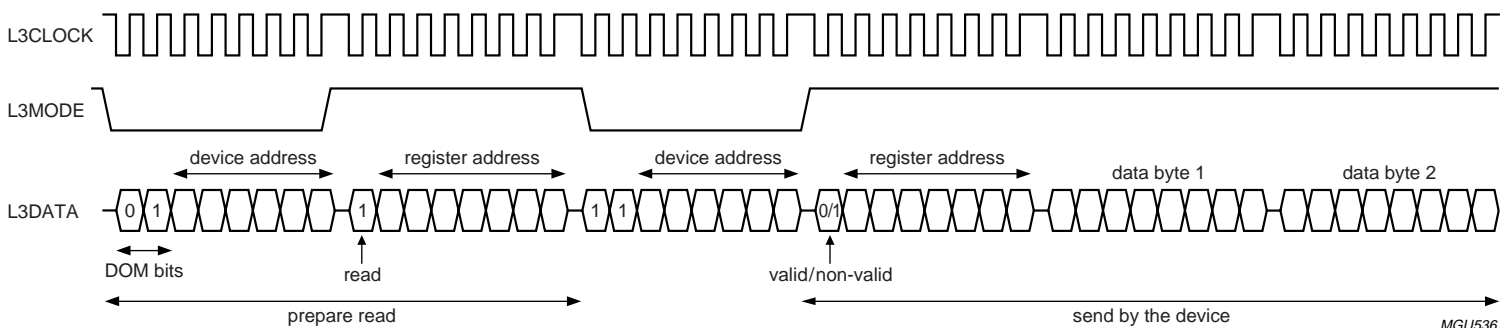 L3CLOCK
L3MODE
device address
register address
device address
register address
data byte 1
data byte 2
L3DATA
0
1
1
1
1
0/1
DOM bits
read
valid/non-valid
prepare read
send by the device
MGU536